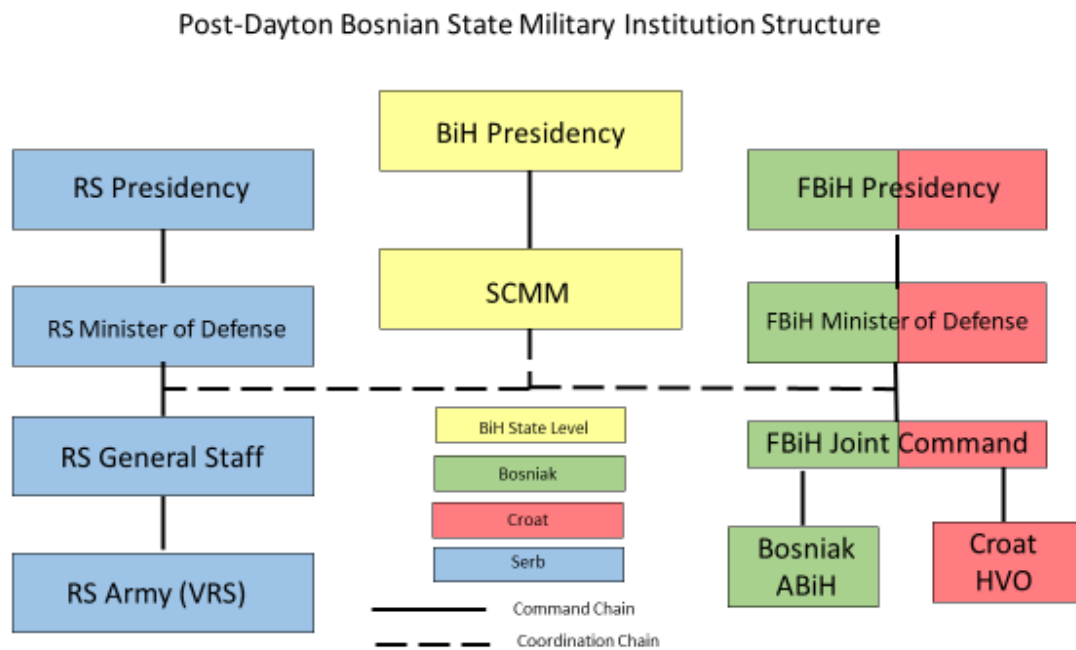 Post-Dayton Bosnian State Military Institution Structure
BiH Presidency
RS Presidency
FBiH Presidency
SCMM
RS Minister of Defense
FBiH Minister of Defense
RS General Staff
BiH State Level
FBiH Joint Command
Bosniak
Croat
Serb
RS Army (VRS)
Bosniak
ABiH
Croat
HVO
Command Chain
Coordination Chain